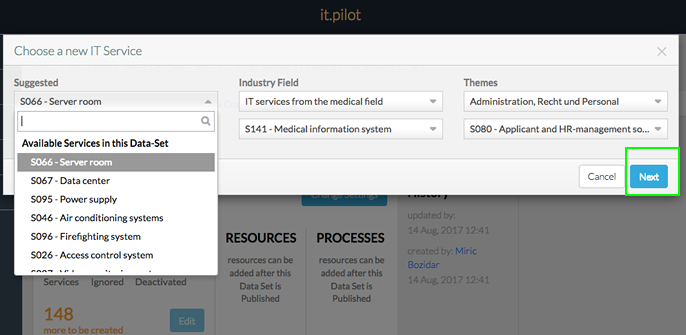 it.pilot
Choose a new IT Service
Suggested
S066 - Server room
Available Services in this Data-Set
S066 - Server room
S067 - Data center
S095 - Power supply
S046 - Air conditioning systems
S096 - Firefighting system
S026 - Access control system
Industry Field
IT services from the medical field
S141 - Medical information system
Themes
Administration, Recht und Personal
S080 - Applicant and HR-management so...
Cancel
Next
Change Settings
History
updated by:
14 Aug, 2017 12:41
created by: Miric
Bozidar
14 Aug, 2017 12:41
RESOURCES
resources can be
added after this
Data Set is
Published
PROCESSES
resources can be
added after this
Data Set is
Published
Services Ignored Deactivated
148
more to be created
Edit